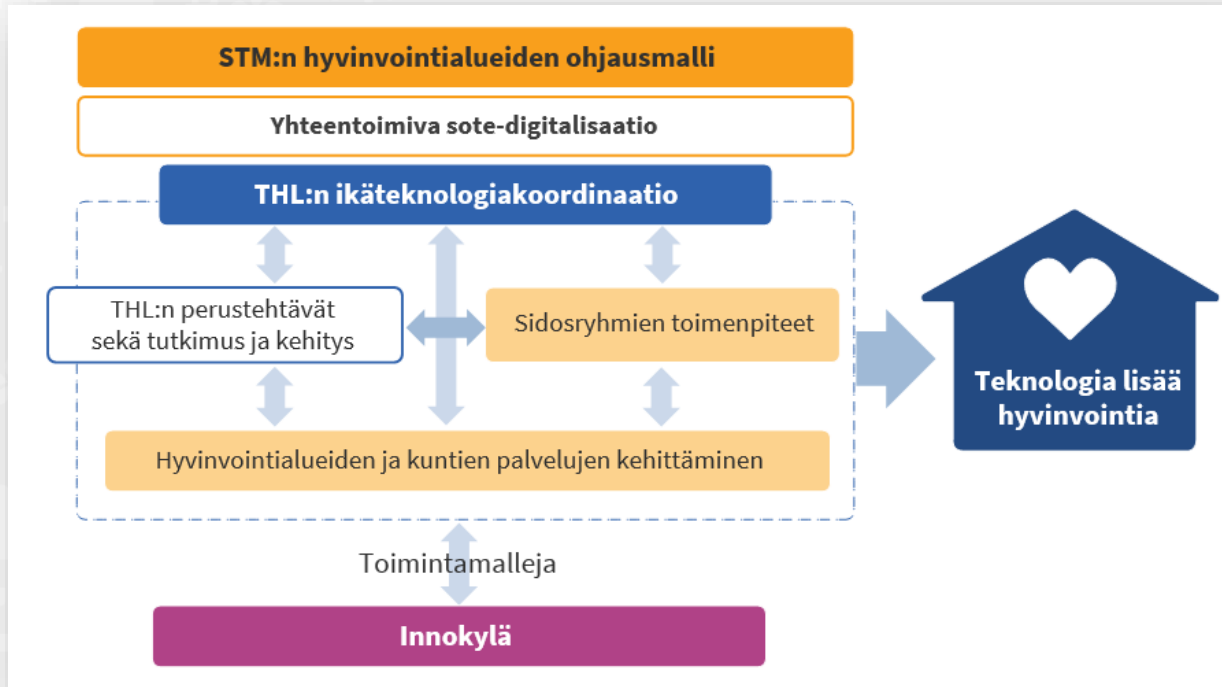 STM:n hyvinvointialueiden ohjausmalli
Yhteentoimiva sote-digitalisaatio
THL:n ikäteknologiakoordinaatio
THL:n perustehtävät
sekä tutkimus ja kehitys
Sidosryhmien toimenpiteet
Teknologia lisää
hyvinvointia
Hyvinvointialueiden ja kuntien palvelujen kehittäminen
Toimintamalleja
Innokylä